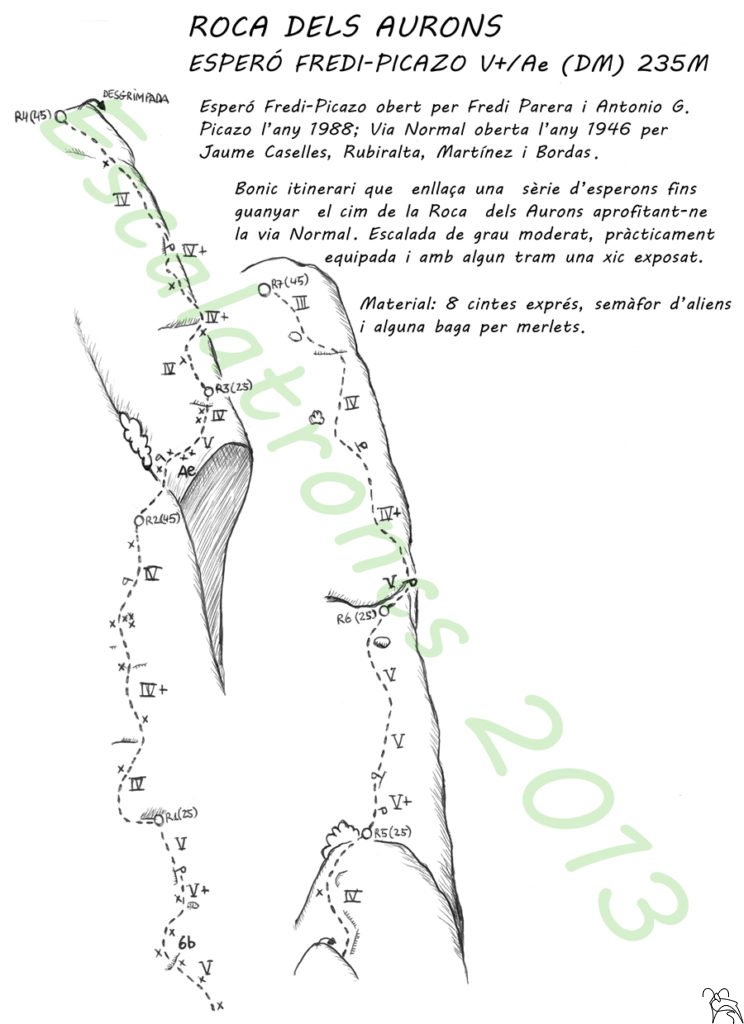 ROCA DELS AURONS
ESPERÓ FREDI-PICAZO V+/Ae (DM) 235M
Esperó Fredi-Picazo obert per Fredi Parera i Antonio G.
Picazo l'any 1988; Via Normal oberta l'any 1946 per
Jaume Caselles, Rubiralta, Martínez i Bordas.
Bonic itinerari que enllaça una sèrie d'esperons fins
guanyar el cim de la Roca dels Aurons aprofitant-ne
la via Normal. Escalada de grau moderat, pràcticament
equipada i amb algun tram una xic exposat.
Material: 8 cintes exprés, semàfor d'aliens
i alguna baga per merlets.
DESGRIMPADA
R4(45)
IV
IV+
IV+
IV
R3(25)
IV
V
Ae
R2(45)
IV
IV+
IV
R1(25)
V
V+
6b
V
R7(45)
III
IV
IV+
V
R6(25)
V
V
V+
R5(25)
IV
Escalatroncs 2013